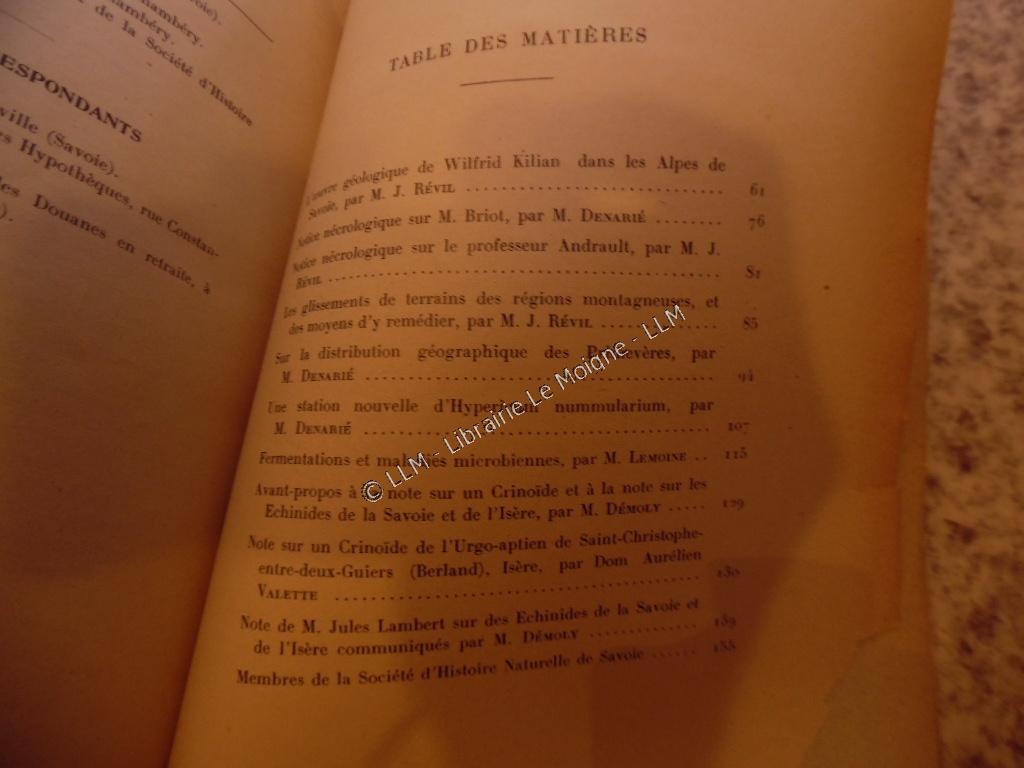 oie).
hambéry.
hambéry.
de la Société d'Histoire
ESPONDANTS
ville (Savoie).
es Hypothèques, rue Constan-
les Douanes en retraite, à
).
TABLE DES MATIÈRES
L'œuvre géologique de Wilfrid Kilian dans les Alpes de
Savoie, par M. J. RÉVIL .......... 61
Notice nécrologique sur M. Briot, par M. DENARIÉ ........ 76
Notice nécrologique sur le professeur Andrault, par M. J.
RÉVIL .......... 81
Les glissements de terrains des régions montagneuses, et
des moyens d'y remédier, par M. J. RÉVIL .......... 85
Sur la distribution géographique des Primevères, par
M. DENARIÉ .......... 94
Une station nouvelle d'Hypericum nummularium, par
M. DENARIÉ .......... 107
Fermentations et maladies microbiennes, par M. LEMOINE .. 115
Avant-propos à la note sur un Crinoïde et à la note sur les
Echinides de la Savoie et de l'Isère, par M. DÉMOLY ..... 129
Note sur un Crinoïde de l'Urgo-aptien de Saint-Christophe-
entre-deux-Guiers (Berland), Isère, par Dom Aurélien
VALETTE .......... 130
Note de M. Jules Lambert sur des Echinides de la Savoie et
de l'Isère communiqués par M. DÉMOLY .......... 139
Membres de la Société d'Histoire Naturelle de Savoie ...... 155
© LLM - Librairie Le Moigne - LLM